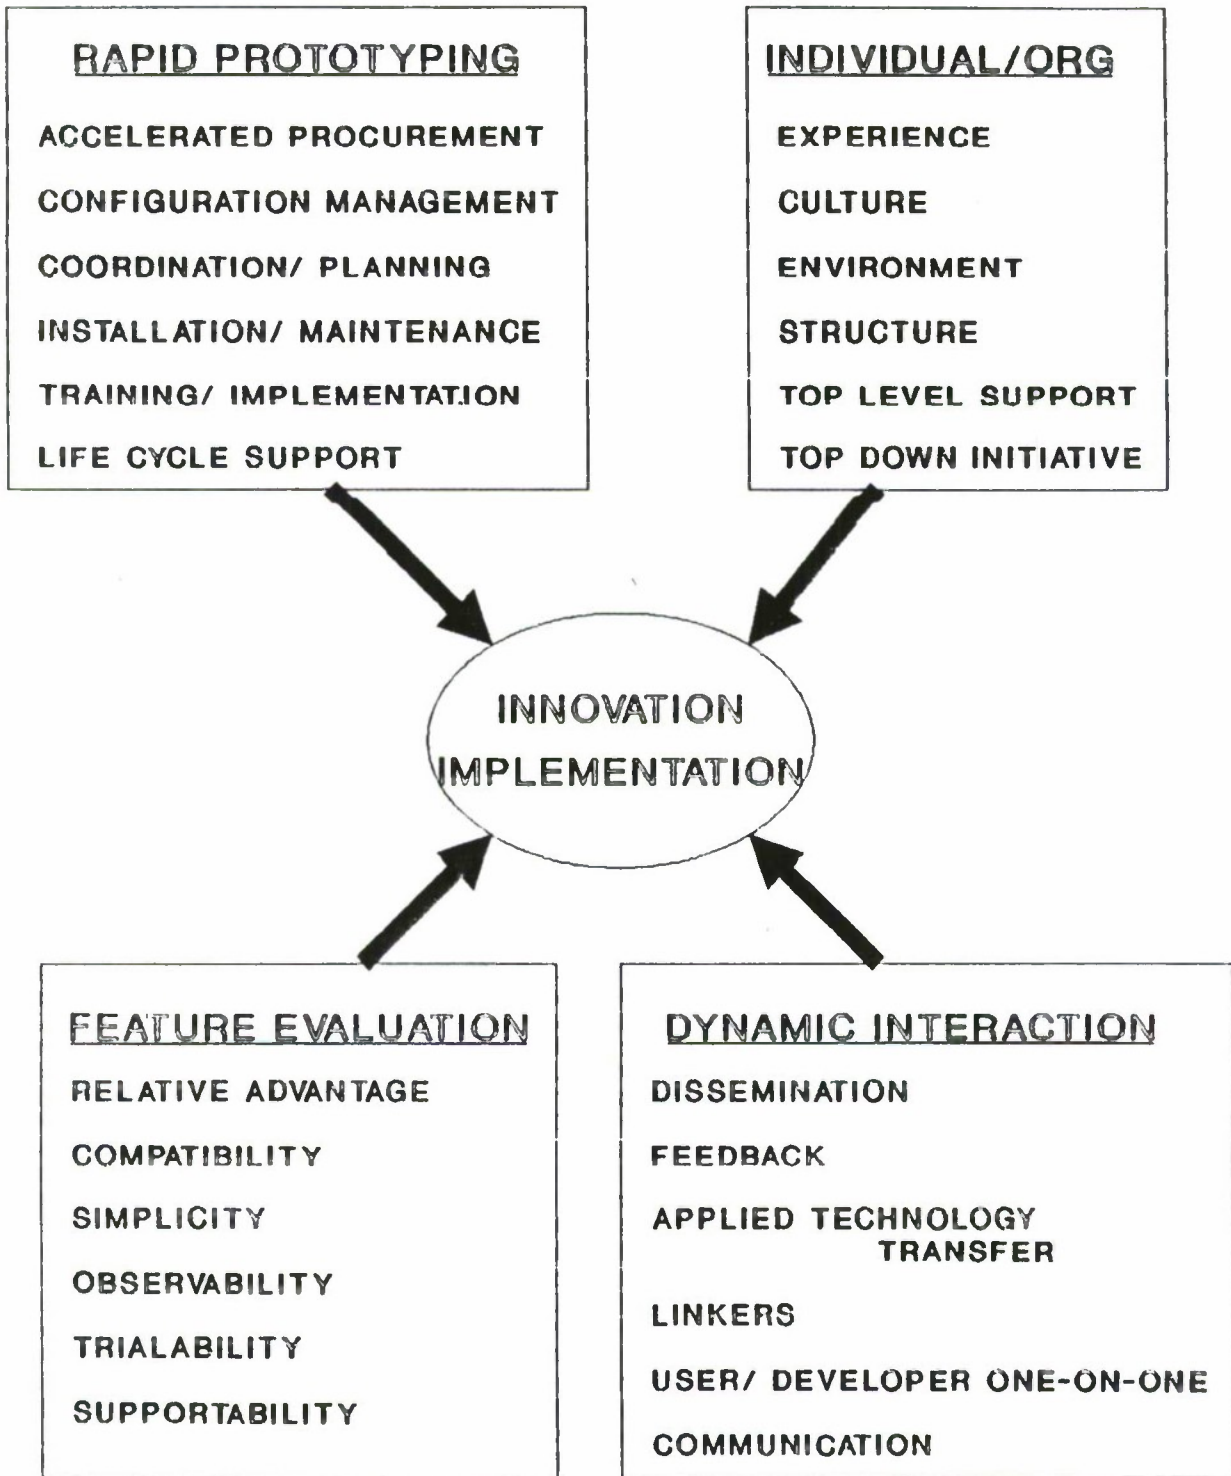 RAPID PROTOTYPING
ACCELERATED PROCUREMENT
CONFIGURATION MANAGEMENT
COORDINATION/ PLANNING
INSTALLATION/ MAINTENANCE
TRAINING/ IMPLEMENTATION
LIFE CYCLE SUPPORT
INDIVIDUAL/ORG
EXPERIENCE
CULTURE
ENVIRONMENT
STRUCTURE
TOP LEVEL SUPPORT
TOP DOWN INITIATIVE
INNOVATION
IMPLEMENTATION
FEATURE EVALUATION
RELATIVE ADVANTAGE
COMPATIBILITY
SIMPLICITY
OBSERVABILITY
TRIALABILITY
SUPPORTABILITY
DYNAMIC INTERACTION
DISSEMINATION
FEEDBACK
APPLIED TECHNOLOGY
TRANSFER
LINKERS
USER/ DEVELOPER ONE-ON-ONE
COMMUNICATION